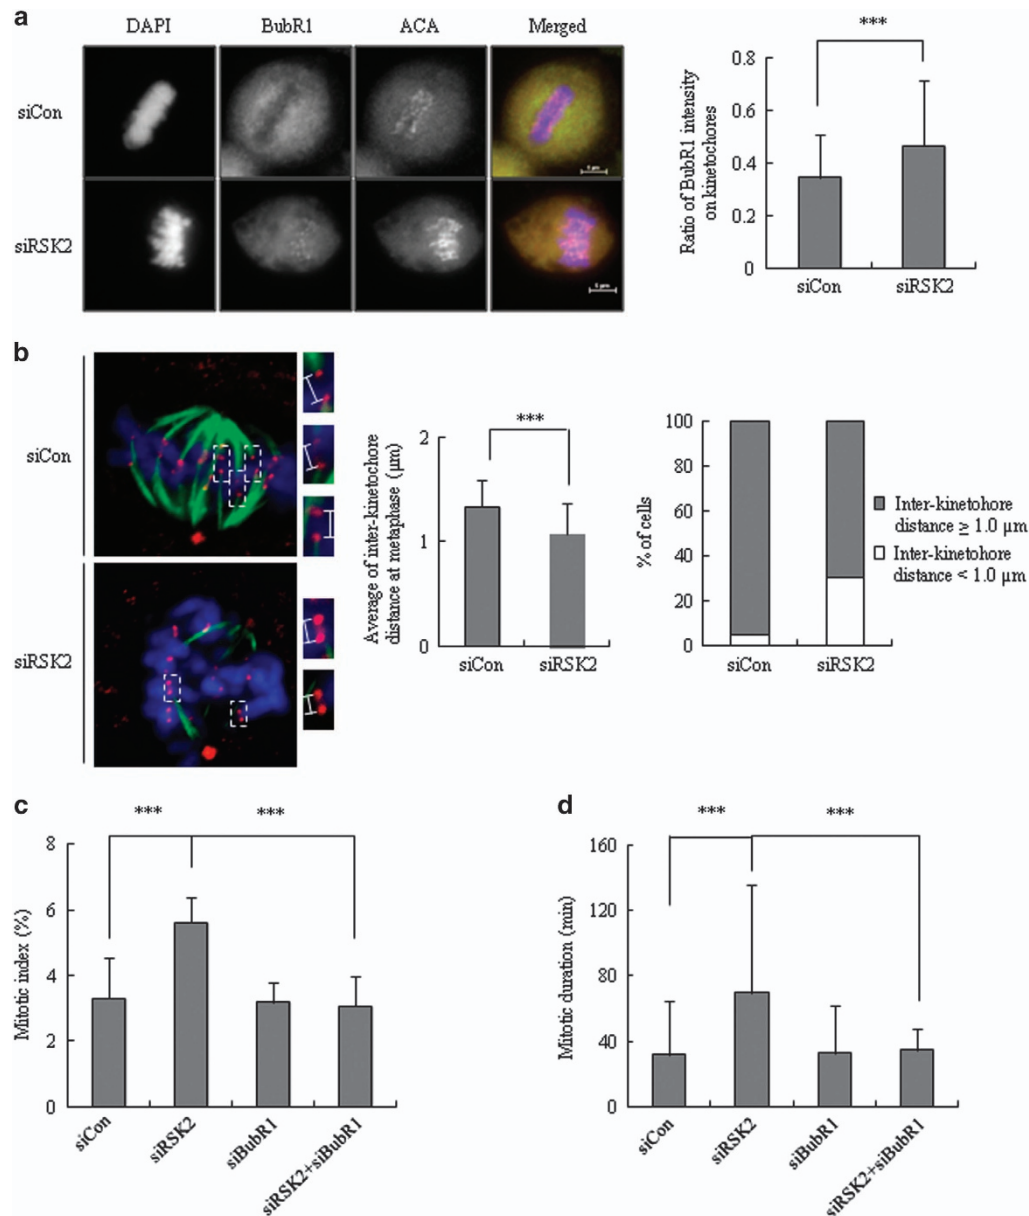 a
DAPI BubR1 ACA Merged
siCon
siRSK2
5 μm
5 μm
***
Ratio of BubR1 intensity
on kinetochores
0.8
0.6
0.4
0.2
0
siCon siRSK2
b
siCon
siRSK2
***
Average of inter-kinetochore
distance at metaphase (μm)
2
1
0
siCon siRSK2
% of cells
100
80
60
40
20
0
siCon siRSK2
Inter-kinetohore
distance ≥ 1.0 μm
Inter-kinetohore
distance < 1.0 μm
c
*** ***
Mitotic index (%)
8
6
4
2
0
siCon
siRSK2
siBubR1
siRSK2+siBubR1
d
*** ***
Mitotic duration (min)
160
120
80
40
0
siCon
siRSK2
siBubR1
siRSK2+siBubR1